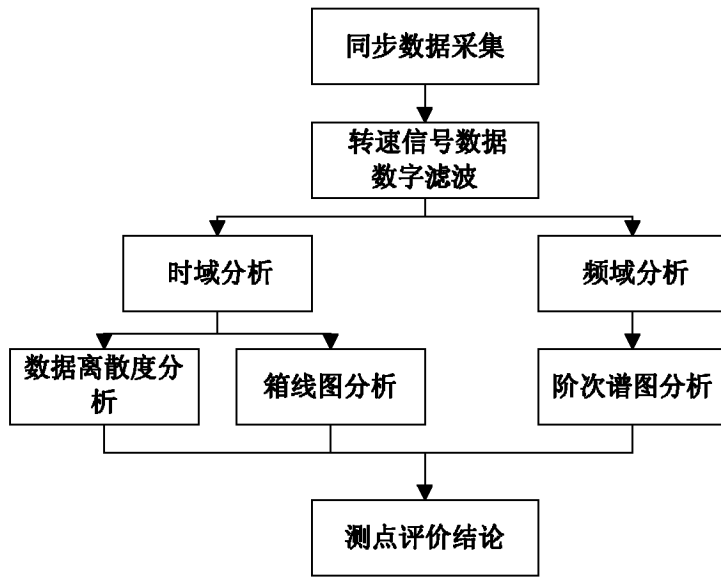 同步数据采集
转速信号数据
数字滤波
时域分析
频域分析
数据离散度分
析
箱线图分析
阶次谱图分析
测点评价结论